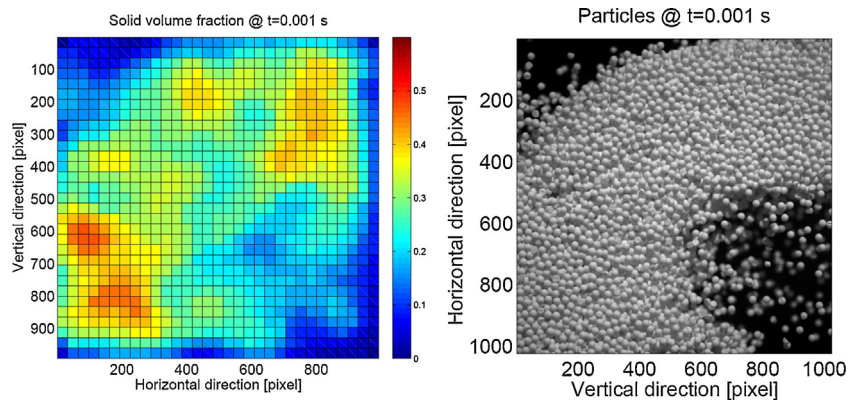 Solid volume fraction @ t=0.001 s
Vertical direction [pixel]
100
200
300
400
500
600
700
800
900
200 400 600 800
Horizontal direction [pixel]
0.5
0.4
0.3
0.2
0.1
0
Particles @ t=0.001 s
Horizontal direction [pixel]
200
400
600
800
1000
200 400 600 800 1000
Vertical direction [pixel]